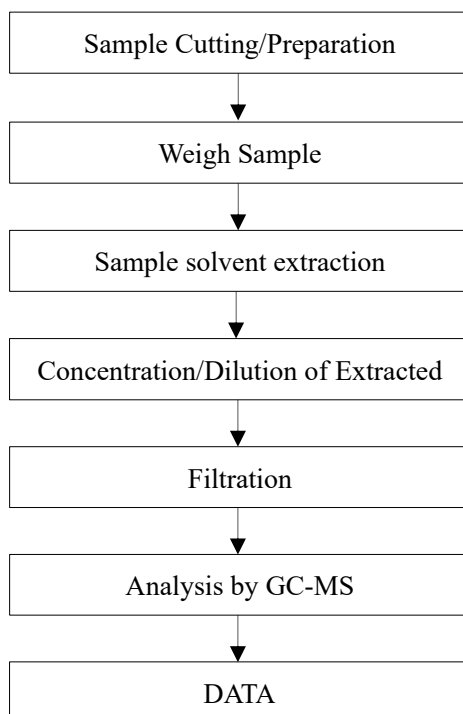 Sample Cutting/Preparation
Weigh Sample
Sample solvent extraction
Concentration/Dilution of Extracted
Filtration
Analysis by GC-MS
DATA